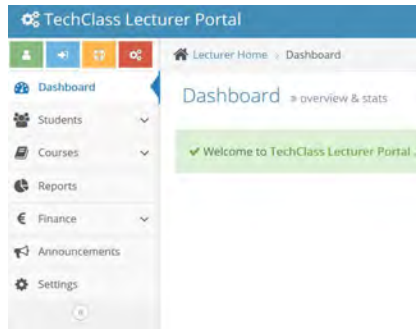 TechClass Lecturer Portal
Lecturer Home Dashboard
Dashboard » overview & stats
Welcome to TechClass Lecturer Portal .
Dashboard
Students
Courses
Reports
€ Finance
Announcements
Settings